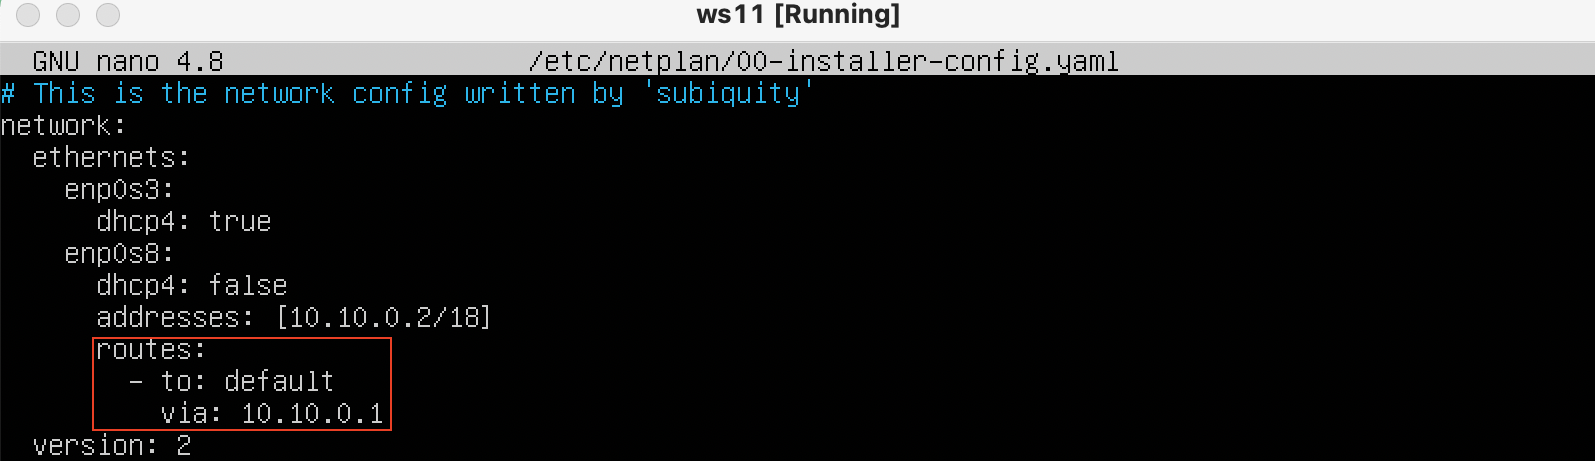 ws11 [Running]
GNU nano 4.8 /etc/netplan/00-installer-config.yaml
# This is the network config written by 'subiquity'
network:
  ethernets:
    enp0s3:
      dhcp4: true
    enp0s8:
      dhcp4: false
      addresses: [10.10.0.2/18]
      routes:
        - to: default
          via: 10.10.0.1
  version: 2